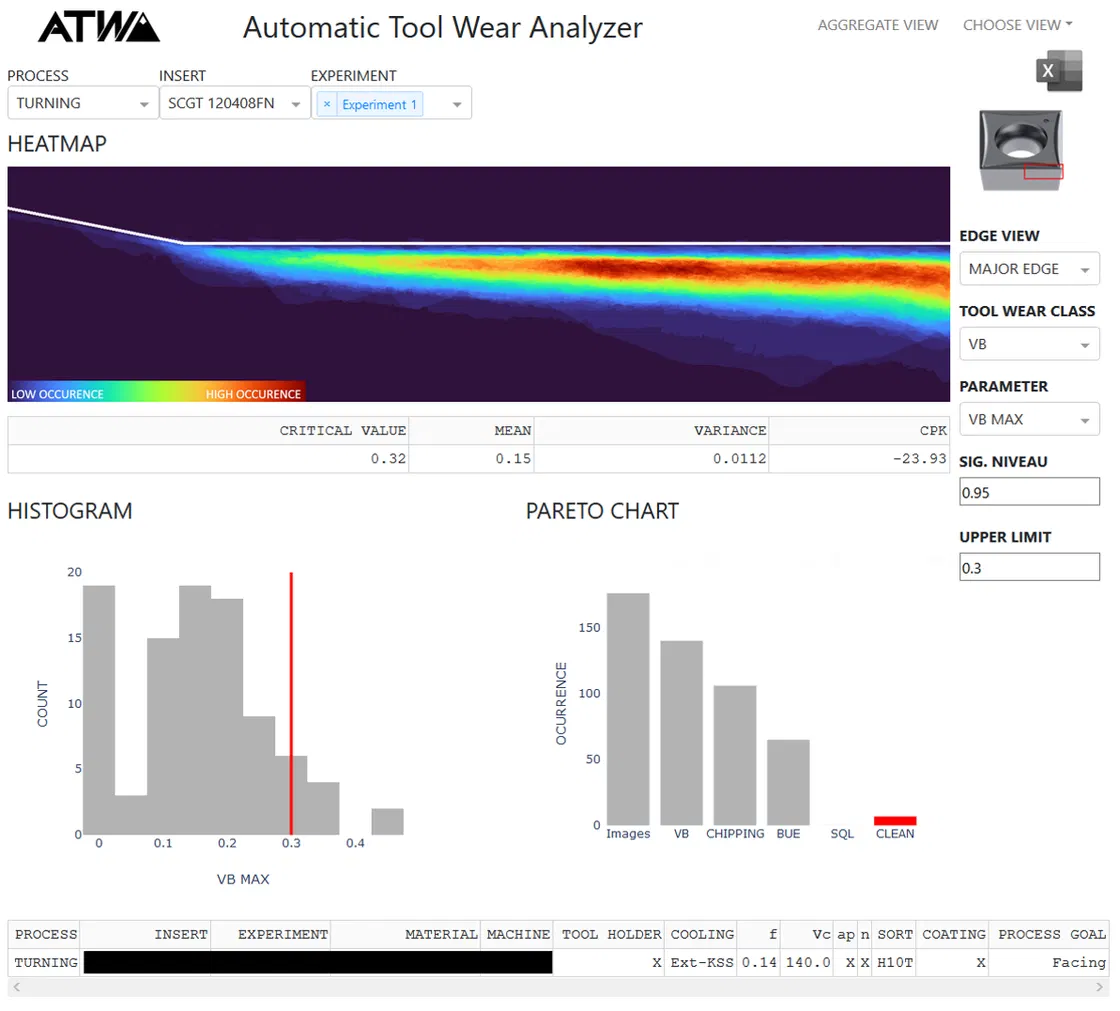 ATWA Automatic Tool Wear Analyzer AGGREGATE VIEW CHOOSE VIEW
PROCESS INSERT EXPERIMENT
TURNING SCGT 120408FN × Experiment 1
X
HEATMAP
LOW OCCURENCE HIGH OCCURENCE
CRITICAL VALUE MEAN VARIANCE CPK
0.32 0.15 0.0112 -23.93
EDGE VIEW
MAJOR EDGE
TOOL WEAR CLASS
VB
PARAMETER
VB MAX
SIG. NIVEAU
0.95
UPPER LIMIT
0.3
HISTOGRAM
20
15
10
5
0
COUNT
0 0.1 0.2 0.3 0.4
VB MAX
PARETO CHART
150
100
50
0
OCURRENCE
Images VB CHIPPING BUE SQL CLEAN
PROCESS INSERT EXPERIMENT MATERIAL MACHINE TOOL HOLDER COOLING f Vc ap n SORT COATING PROCESS GOAL
TURNING X Ext-KSS 0.14 140.0 X X H10T X Facing